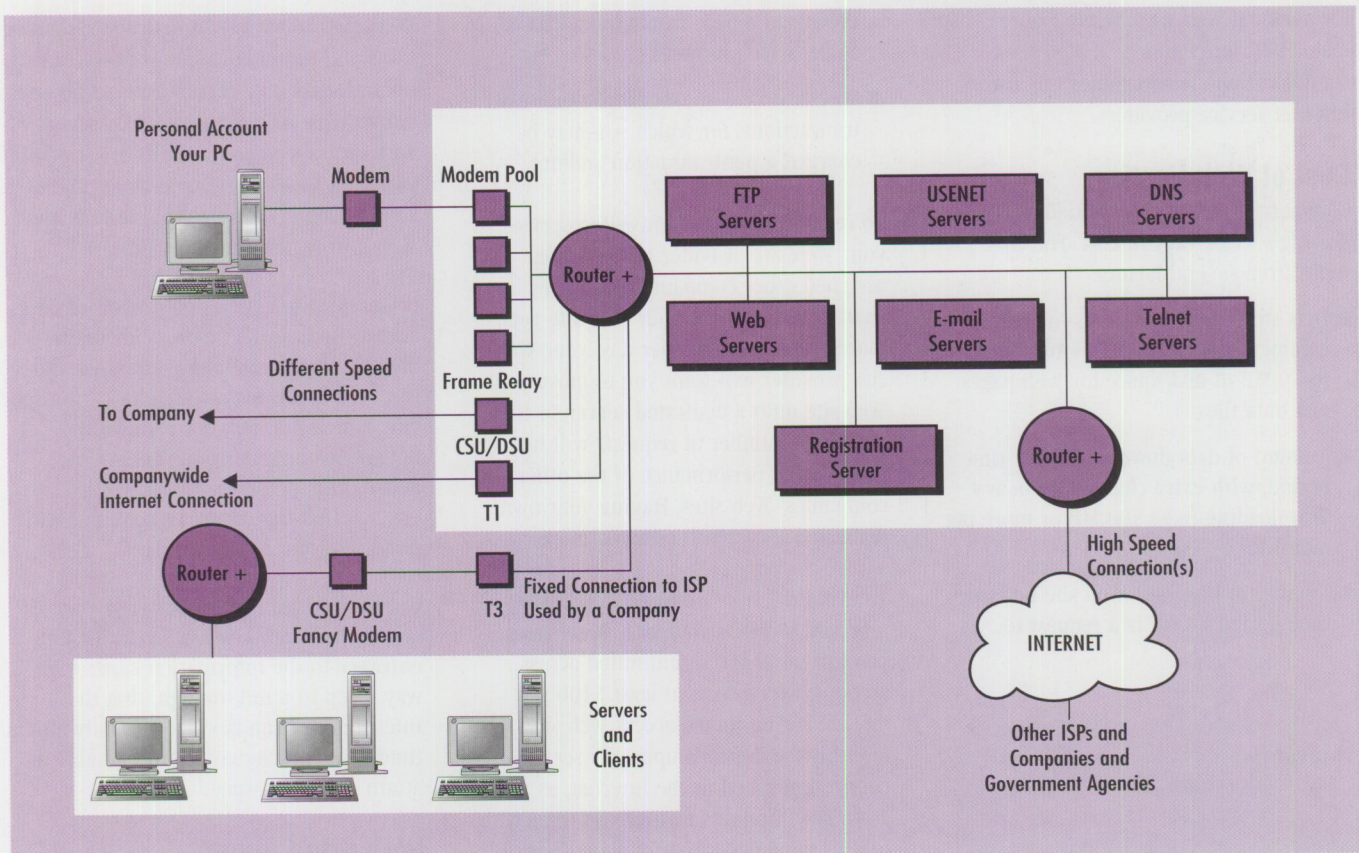 Personal Account
Your PC
Modem
Modem Pool
FTP
Servers
USENET
Servers
DNS
Servers
Router +
Web
Servers
E-mail
Servers
Telnet
Servers
Different Speed
Connections
Frame Relay
To Company
CSU/DSU
Registration
Server
Router +
Companywide
Internet Connection
T1
High Speed
Connection(s)
Router +
CSU/DSU
Fancy Modem
T3
Fixed Connection to ISP
Used by a Company
INTERNET
Servers
and
Clients
Other ISPs and
Companies and
Government Agencies